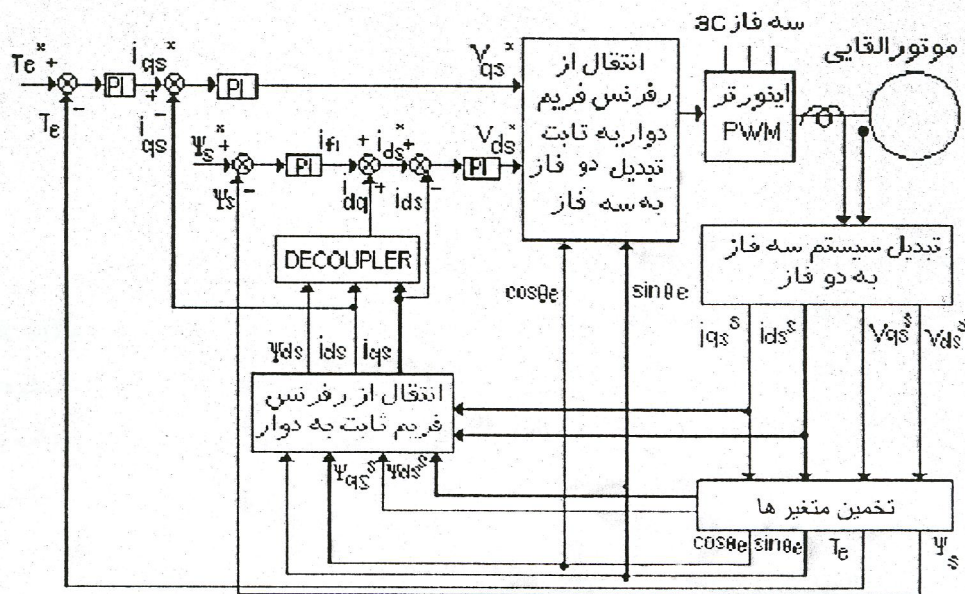 سه فاز AC
موتور القایی
اینورتر
PWM
انتقال از
رفرنس فریم
دوار به ثابت
تبدیل دو فاز
به سه فاز
Te*
+
-
Te
PI
iqs*
+
-
iqs
PI
Vqs*
Ψs*
+
-
Ψs
PI
if1
+
+
idq
ids*
+
-
ids
PI
Vds*
DECOUPLER
cosθe
sinθe
تبدیل سیستم سه فاز
به دو فاز
iqs^s
ids^s
Vqs^s
Vds^s
Ψds
ids
iqs
انتقال از رفرنس
فریم ثابت به دوار
Ψqs^s
Ψds^s
تخمین متغیر ها
cosθe
sinθe
Te
Ψs